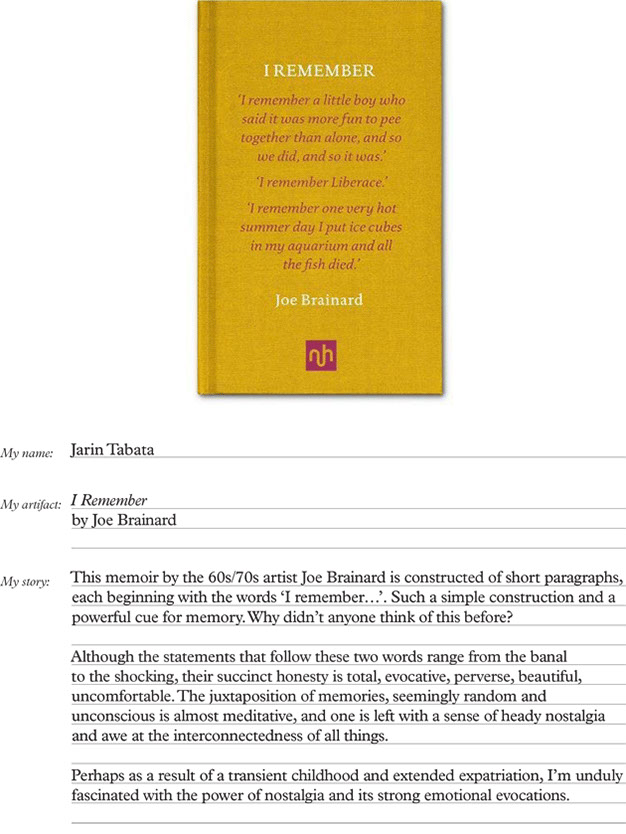 I REMEMBER
‘I remember a little boy who
said it was more fun to pee
together than alone, and so
we did, and so it was.’
‘I remember Liberace.’
‘I remember one very hot
summer day I put ice cubes
in my aquarium and all
the fish died.’
Joe Brainard
nh
My name: Jarin Tabata
My artifact: I Remember
by Joe Brainard
My story: This memoir by the 60s/70s artist Joe Brainard is constructed of short paragraphs,
each beginning with the words ‘I remember…’. Such a simple construction and a
powerful cue for memory. Why didn’t anyone think of this before?
Although the statements that follow these two words range from the banal
to the shocking, their succinct honesty is total, evocative, perverse, beautiful,
uncomfortable. The juxtaposition of memories, seemingly random and
unconscious is almost meditative, and one is left with a sense of heady nostalgia
and awe at the interconnectedness of all things.
Perhaps as a result of a transient childhood and extended expatriation, I’m unduly
fascinated with the power of nostalgia and its strong emotional evocations.